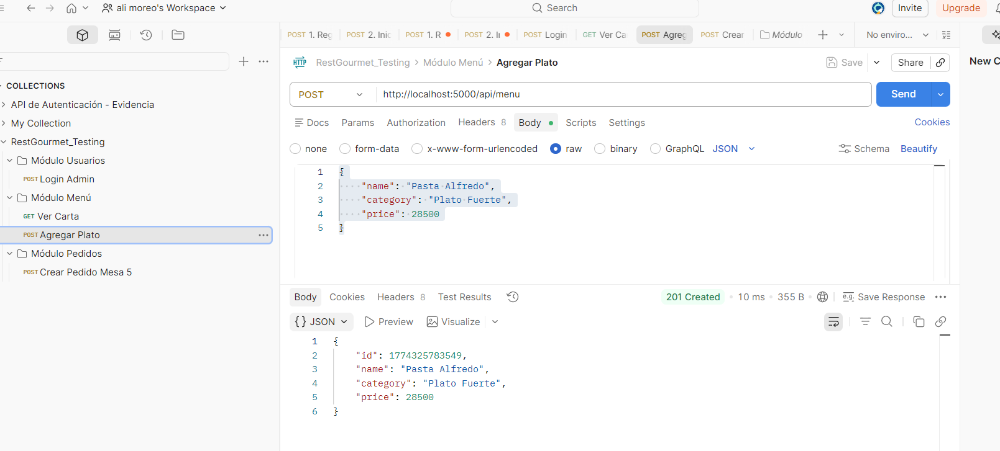 ali moreo's Workspace
Search
Invite
Upgrade
POST 1. Reg
POST 2. Inic
POST 1. R
POST 2. I
POST Login
GET Ver Ca
POST Agreg
POST Crear
Módulo
No enviro...
COLLECTIONS
API de Autenticación - Evidencia
My Collection
RestGourmet_Testing
Módulo Usuarios
POST Login Admin
Módulo Menú
GET Ver Carta
POST Agregar Plato
Módulo Pedidos
POST Crear Pedido Mesa 5
HTTP RestGourmet_Testing > Módulo Menú > Agregar Plato
Save
Share
New C
POST http://localhost:5000/api/menu
Send
Docs Params Authorization Headers 8 Body Scripts Settings
Cookies
none form-data x-www-form-urlencoded raw binary GraphQL JSON
Schema Beautify
1 {
2 "name": "Pasta Alfredo",
3 "category": "Plato Fuerte",
4 "price": 28500
5 }
Body Cookies Headers 8 Test Results
201 Created • 10 ms • 355 B •
e.g. Save Response
{} JSON Preview Visualize
1 {
2 "id": 1774325783549,
3 "name": "Pasta Alfredo",
4 "category": "Plato Fuerte",
5 "price": 28500
6 }